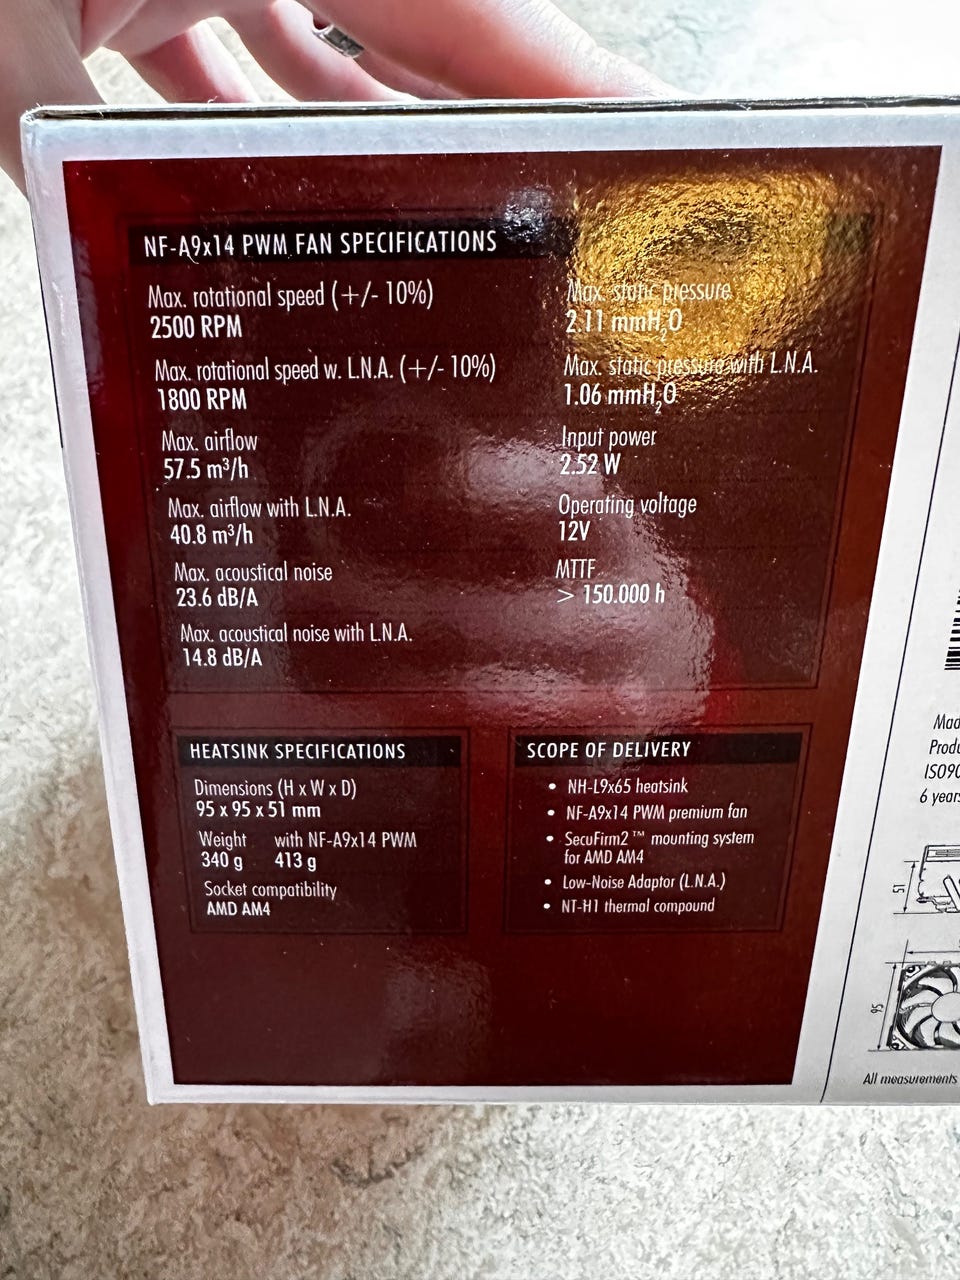 NF-A9x14 PWM FAN SPECIFICATIONS
Max. rotational speed (+/- 10%)
2500 RPM
Max. rotational speed w. L.N.A. (+/- 10%)
1800 RPM
Max. airflow
57.5 m³/h
Max. airflow with L.N.A.
40.8 m³/h
Max. acoustical noise
23.6 dB/A
Max. acoustical noise with L.N.A.
14.8 dB/A
Max. static pressure
2.11 mmH₂O
Max. static pressure with L.N.A.
1.06 mmH₂O
Input power
2.52 W
Operating voltage
12V
MTTF
> 150.000 h
HEATSINK SPECIFICATIONS
Dimensions (H x W x D)
95 x 95 x 51 mm
Weight with NF-A9x14 PWM
340 g 413 g
Socket compatibility
AMD AM4
SCOPE OF DELIVERY
• NH-L9x65 heatsink
• NF-A9x14 PWM premium fan
• SecuFirm2™ mounting system
for AMD AM4
• Low-Noise Adaptor (L.N.A.)
• NT-H1 thermal compound
Mad
Produ
ISO90
6 years
51
95
All measurements